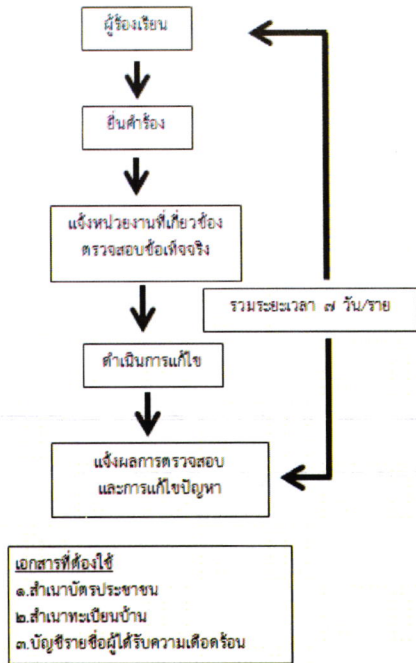 ผู้ร้องเรียน
ยื่นคำร้อง
แจ้งหน่วยงานที่เกี่ยวข้อง
ตรวจสอบข้อเท็จจริง
รวมระยะเวลา ๗ วัน/ราย
ดำเนินการแก้ไข
แจ้งผลการตรวจสอบ
และการแก้ไขปัญหา
เอกสารที่ต้องใช้
๑.สำเนาบัตรประชาชน
๒.สำเนาทะเบียนบ้าน
๓.บัญชีรายชื่อผู้ได้รับความเดือดร้อน